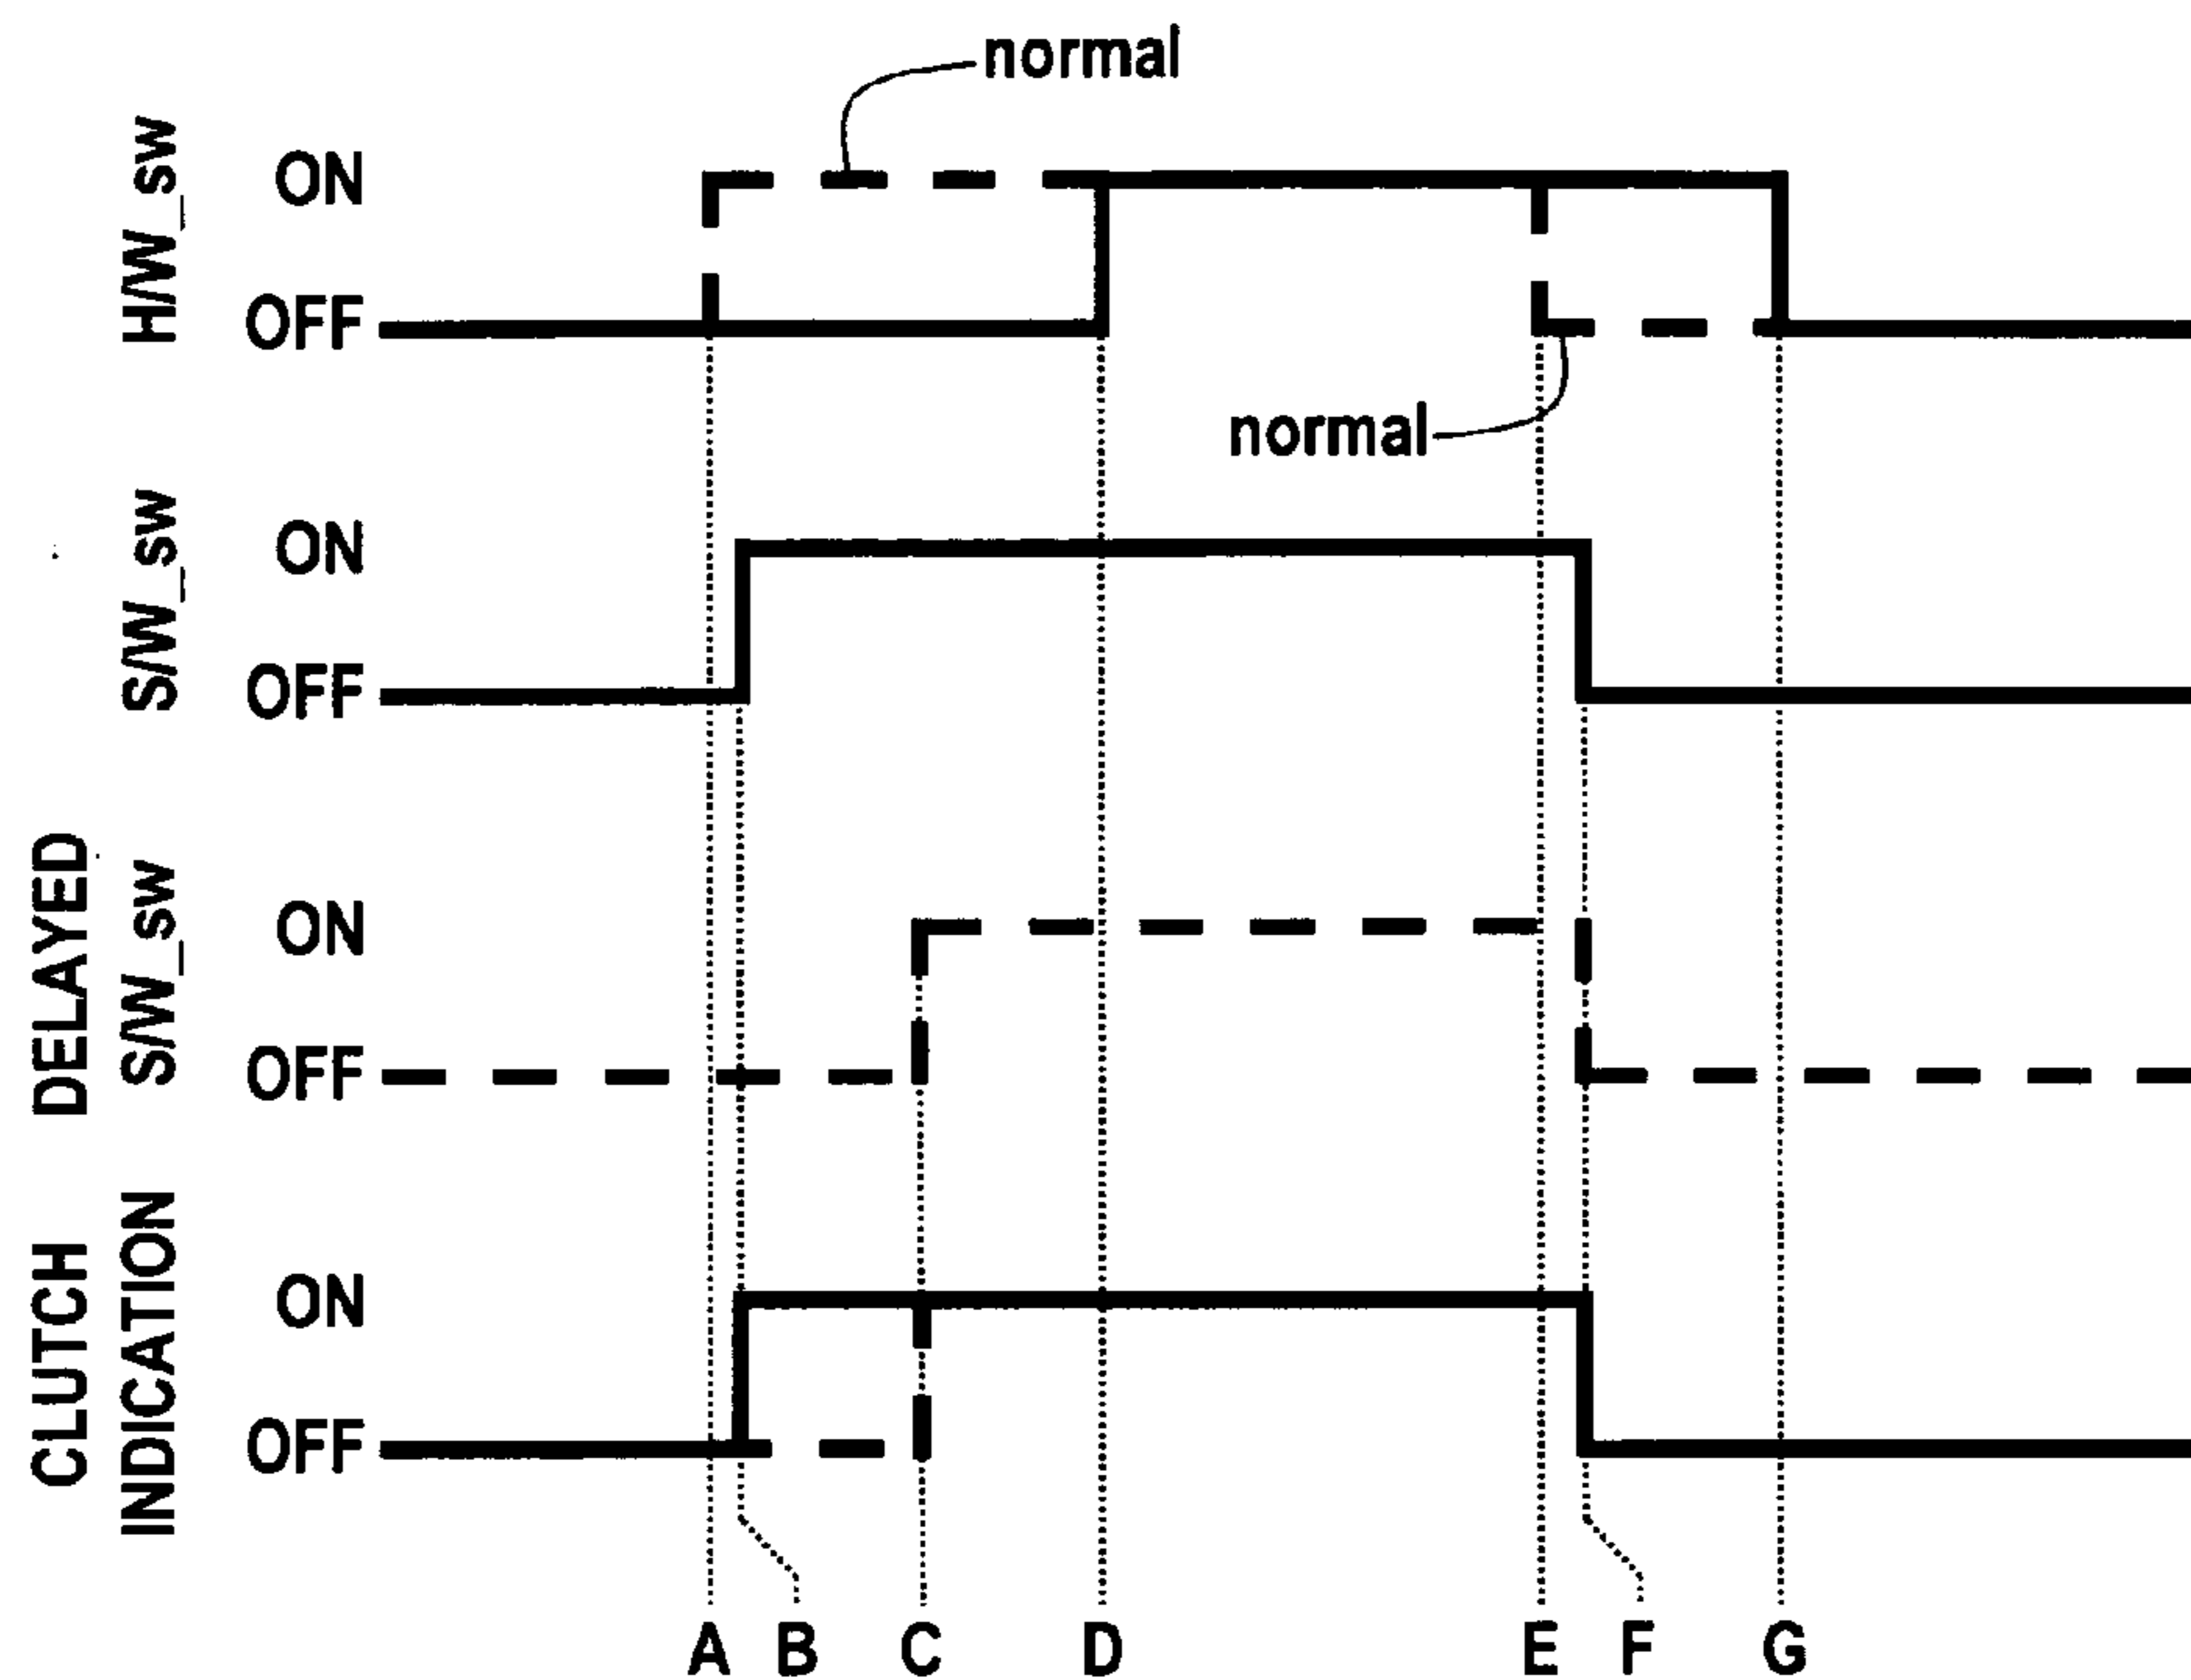 normal
H/W_sw
ON
OFF
normal
S/W_sw
ON
OFF
DELAYED
S/W_sw
ON
OFF
CLUTCH
INDICATION
ON
OFF
A B C D E F G